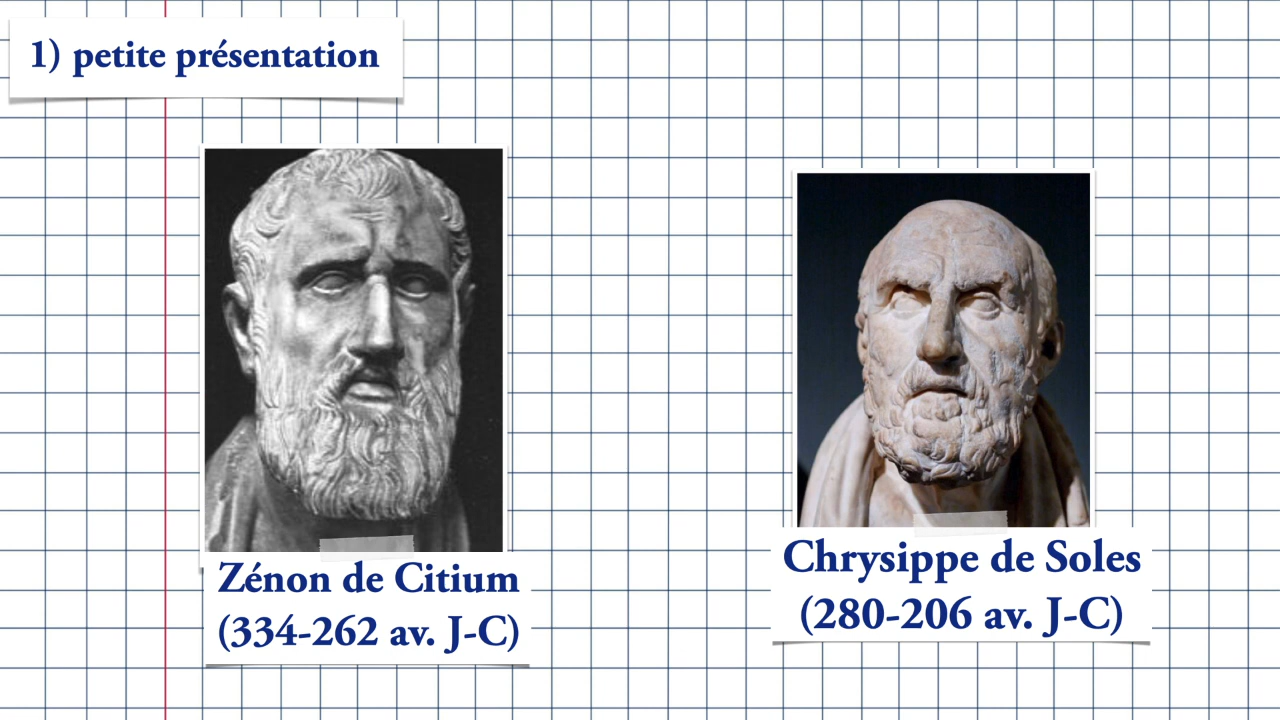 1) petite présentation
Zénon de Citium
(334-262 av. J-C)
Chrysippe de Soles
(280-206 av. J-C)